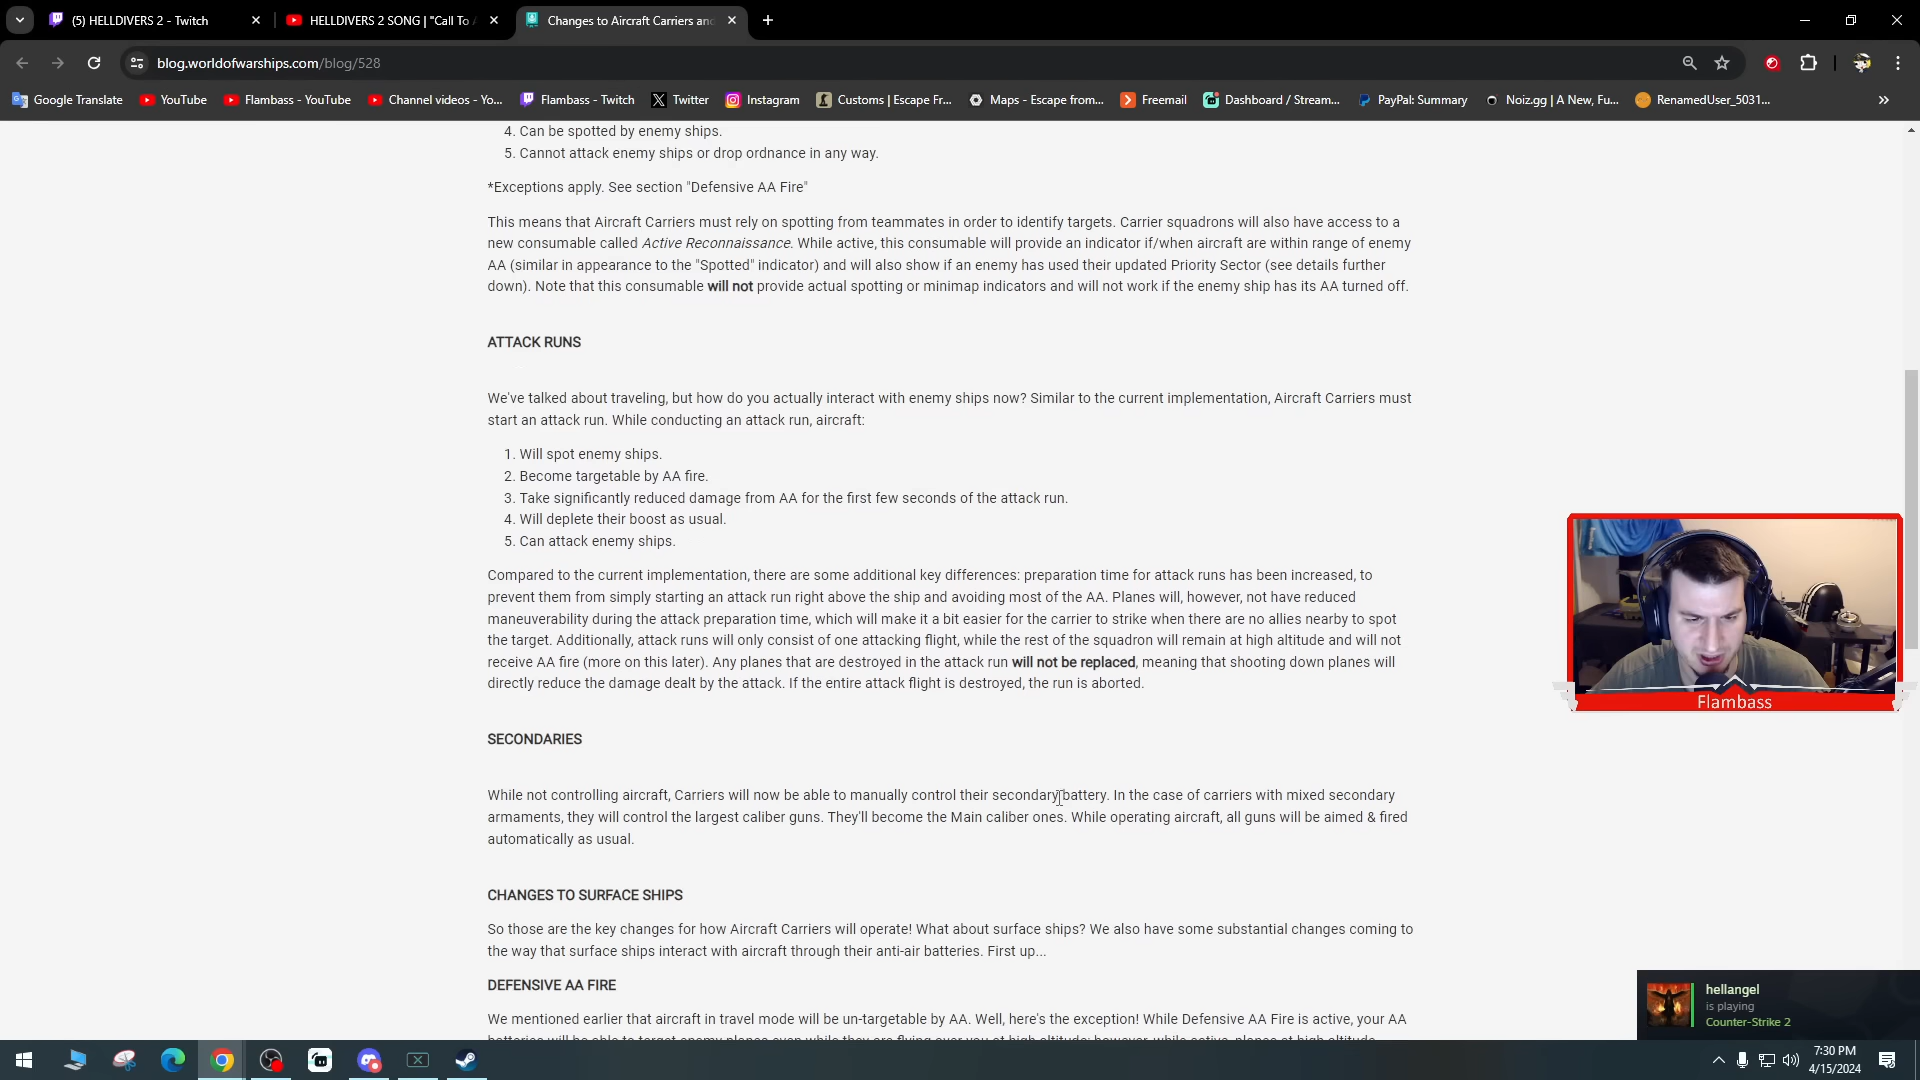 (5) HELLDIVERS 2 - Twitch
HELLDIVERS 2 SONG | "Call To A
Changes to Aircraft Carriers an
blog.worldofwarships.com/blog/528
Google Translate
YouTube
Flambass - YouTube
Channel videos - Yo...
Flambass - Twitch
Twitter
Instagram
Customs | Escape Fr...
Maps - Escape from...
Freemail
Dashboard / Stream...
PayPal: Summary
Noiz.gg | A New, Fu...
RenamedUser_5031...
4. Can be spotted by enemy ships.
5. Cannot attack enemy ships or drop ordnance in any way.
*Exceptions apply. See section "Defensive AA Fire"
This means that Aircraft Carriers must rely on spotting from teammates in order to identify targets. Carrier squadrons will also have access to a
new consumable called Active Reconnaissance. While active, this consumable will provide an indicator if/when aircraft are within range of enemy
AA (similar in appearance to the "Spotted" indicator) and will also show if an enemy has used their updated Priority Sector (see details further
down). Note that this consumable will not provide actual spotting or minimap indicators and will not work if the enemy ship has its AA turned off.
ATTACK RUNS
We've talked about traveling, but how do you actually interact with enemy ships now? Similar to the current implementation, Aircraft Carriers must
start an attack run. While conducting an attack run, aircraft:
1. Will spot enemy ships.
2. Become targetable by AA fire.
3. Take significantly reduced damage from AA for the first few seconds of the attack run.
4. Will deplete their boost as usual.
5. Can attack enemy ships.
Compared to the current implementation, there are some additional key differences: preparation time for attack runs has been increased, to
prevent them from simply starting an attack run right above the ship and avoiding most of the AA. Planes will, however, not have reduced
maneuverability during the attack preparation time, which will make it a bit easier for the carrier to strike when there are no allies nearby to spot
the target. Additionally, attack runs will only consist of one attacking flight, while the rest of the squadron will remain at high altitude and will not
receive AA fire (more on this later). Any planes that are destroyed in the attack run will not be replaced, meaning that shooting down planes will
directly reduce the damage dealt by the attack. If the entire attack flight is destroyed, the run is aborted.
Flambass
SECONDARIES
While not controlling aircraft, Carriers will now be able to manually control their secondary battery. In the case of carriers with mixed secondary
armaments, they will control the largest caliber guns. They'll become the Main caliber ones. While operating aircraft, all guns will be aimed & fired
automatically as usual.
CHANGES TO SURFACE SHIPS
So those are the key changes for how Aircraft Carriers will operate! What about surface ships? We also have some substantial changes coming to
the way that surface ships interact with aircraft through their anti-air batteries. First up...
DEFENSIVE AA FIRE
We mentioned earlier that aircraft in travel mode will be un-targetable by AA. Well, here's the exception! While Defensive AA Fire is active, your AA
batteries will be able to target enemy planes even while they are flying over you at high altitude; however, while active, planes at high altitude
hellangel
is playing
Counter-Strike 2
7:30 PM
4/15/2024